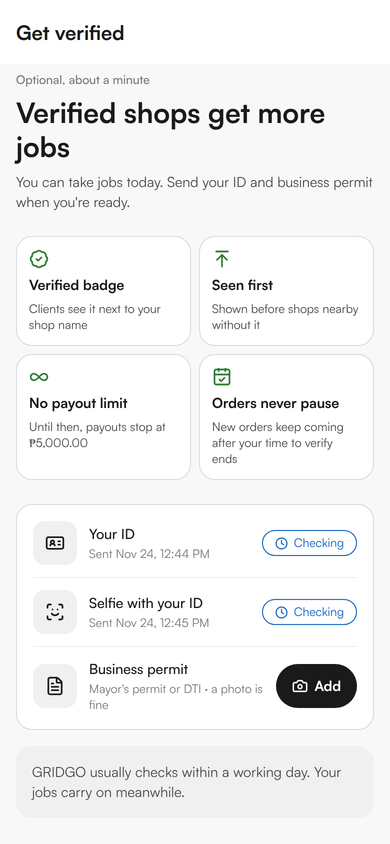 Get verified
Optional, about a minute
Verified shops get more
jobs
You can take jobs today. Send your ID and business permit
when you're ready.
Verified badge
Clients see it next to your
shop name
Seen first
Shown before shops nearby
without it
No payout limit
Until then, payouts stop at
₱5,000.00
Orders never pause
New orders keep coming
after your time to verify
ends
Your ID
Sent Nov 24, 12:44 PM
Checking
Selfie with your ID
Sent Nov 24, 12:45 PM
Checking
Business permit
Mayor's permit or DTI · a photo is
fine
Add
GRIDGO usually checks within a working day. Your
jobs carry on meanwhile.